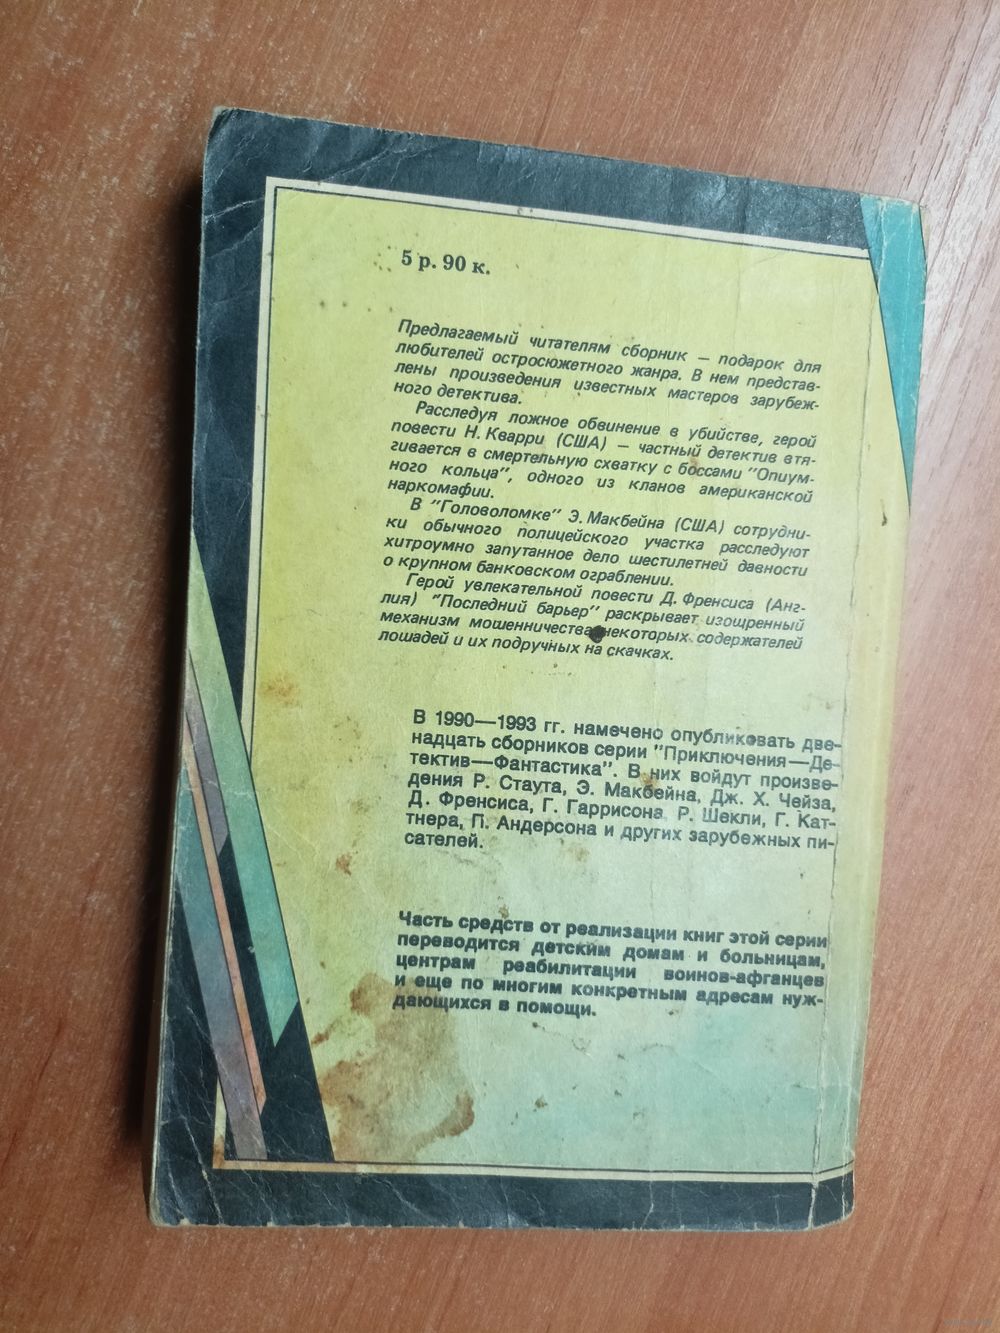 5 р. 90 к.
Предлагаемый читателям сборник — подарок для
любителей остросюжетного жанра. В нем представ-
лены произведения известных мастеров зарубеж-
ного детектива.
Расследуя ложное обвинение в убийстве, герой
повести Н. Кварри (США) — частный детектив втя-
гивается в смертельную схватку с боссами "Опиум-
ного кольца", одного из кланов американской
наркомафии.
В "Головоломке" Э. Макбейна (США) сотрудни-
ки обычного полицейского участка расследуют
хитроумно запутанное дело шестилетней давности
о крупном банковском ограблении.
Герой увлекательной повести Д. Френсиса (Анг-
лия) "Последний барьер" раскрывает изощренный
механизм мошенничества некоторых содержателей
лошадей и их подручных на скачках.
В 1990—1993 гг. намечено опубликовать две-
надцать сборников серии "Приключения—Де-
тектив—Фантастика". В них войдут произве-
дения Р. Стаута, Э. Макбейна, Дж. Х. Чейза,
Д. Френсиса, Г. Гаррисона, Р. Шекли, Г. Кат-
тнера, П. Андерсона и других зарубежных пи-
сателей.
Часть средств от реализации книг этой серии
переводится детским домам и больницам,
центрам реабилитации воинов-афганцев
и еще по многим конкретным адресам нуж-
дающихся в помощи.